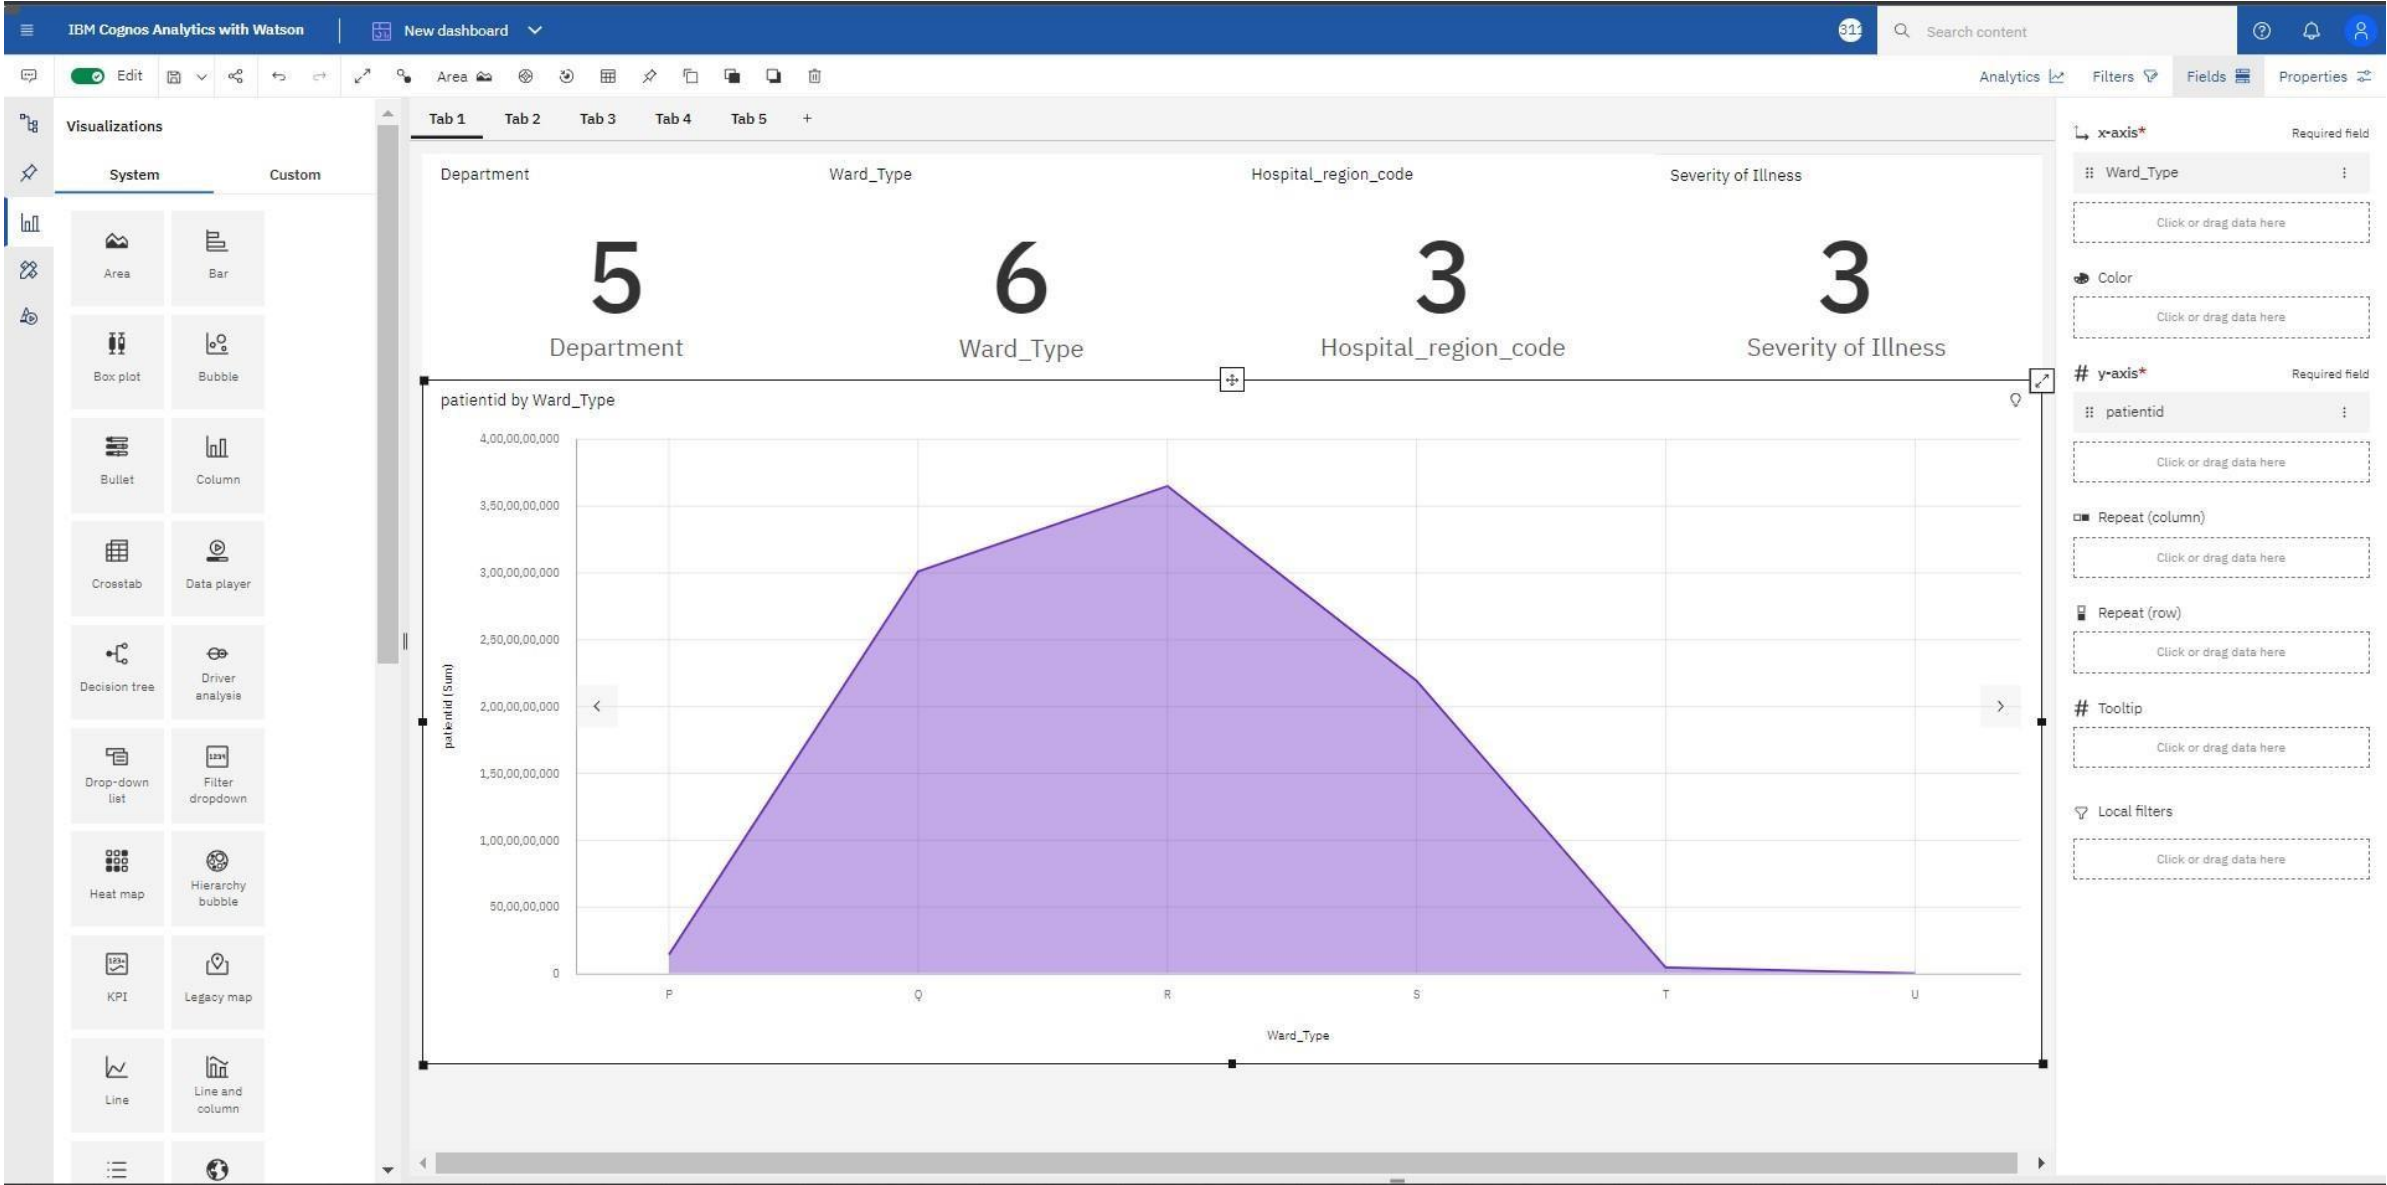 IBM Cognos Analytics with Watson
New dashboard
311
Search content
Edit
Area
Analytics
Filters
Fields
Properties
Visualizations
System
Custom
Area
Bar
Box plot
Bubble
Bullet
Column
Crosstab
Data player
Decision tree
Driver
analysis
Drop-down
list
Filter
dropdown
Heat map
Hierarchy
bubble
KPI
Legacy map
Line
Line and
column
Tab 1
Tab 2
Tab 3
Tab 4
Tab 5
+
Department
5
Department
Ward_Type
6
Ward_Type
Hospital_region_code
3
Hospital_region_code
Severity of Illness
3
Severity of Illness
patientid by Ward_Type
patientid (Sum)
4,00,00,00,000
3,50,00,00,000
3,00,00,00,000
2,50,00,00,000
2,00,00,00,000
1,50,00,00,000
1,00,00,00,000
50,00,00,000
0
P
Q
R
S
T
U
Ward_Type
x-axis*
Required field
Ward_Type
Click or drag data here
Color
Click or drag data here
# y-axis*
Required field
patientid
Click or drag data here
Repeat (column)
Click or drag data here
Repeat (row)
Click or drag data here
# Tooltip
Click or drag data here
Local filters
Click or drag data here